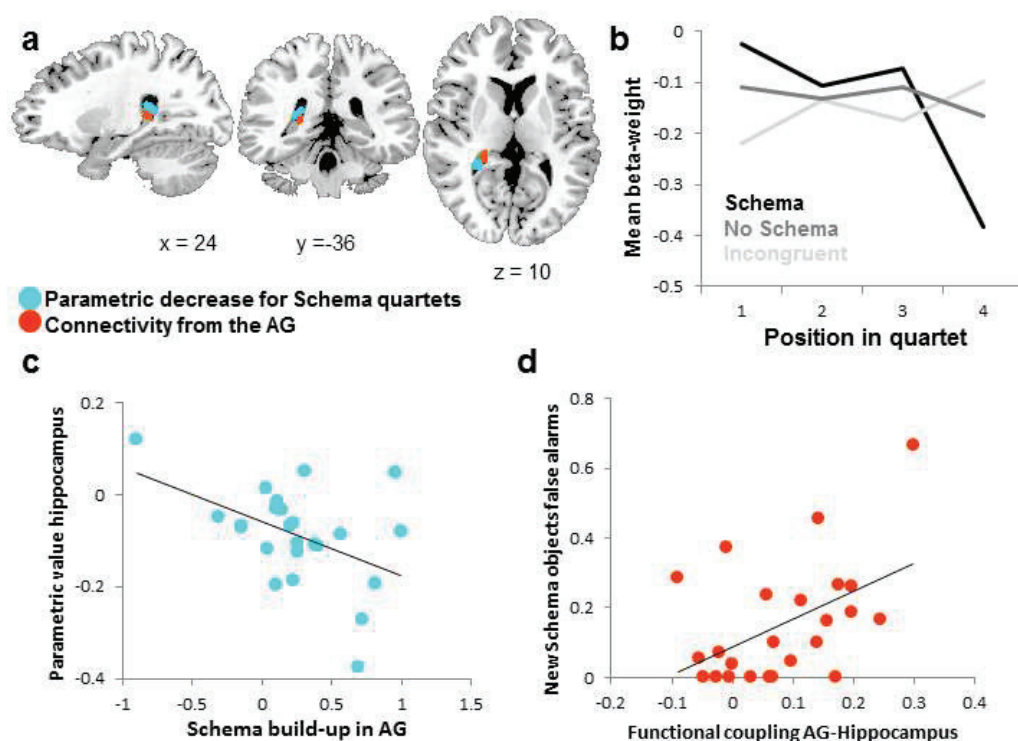 a
x = 24
y =-36
z = 10
Parametric decrease for Schema quartets
Connectivity from the AG
b
Mean beta-weight
0
-0.1
-0.2
-0.3
-0.4
-0.5
Schema
No Schema
Incongruent
1 2 3 4
Position in quartet
c
Parametric value hippocampus
0.2
0
-0.2
-0.4
-1 -0.5 0 0.5 1 1.5
Schema build-up in AG
d
New Schema objects false alarms
0.8
0.6
0.4
0.2
0
-0.2 -0.1 0 0.1 0.2 0.3 0.4
Functional coupling AG-Hippocampus